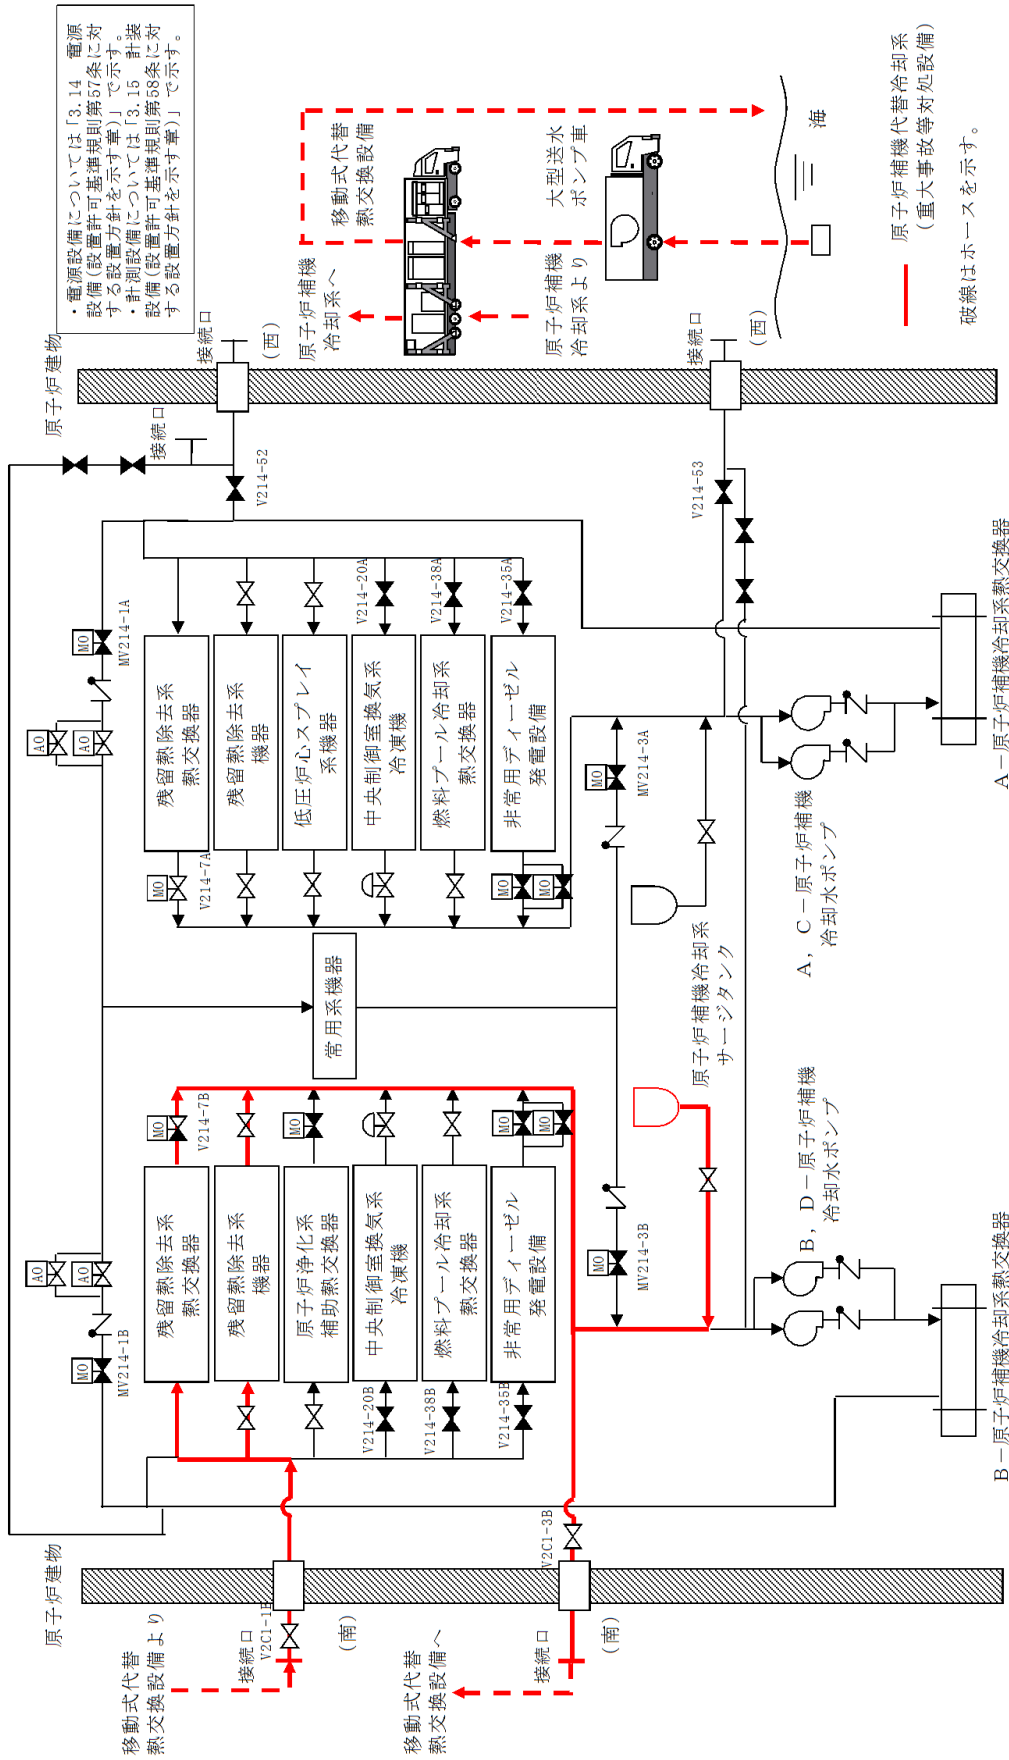 ・電源設備については「3.14　電源
設備(設置許可基準規則第57条に対
する設置方針を示す章)」で示す。
・計測設備については「3.15　計装
設備(設置許可基準規則第58条に対
する設置方針を示す章)」で示す。
移動式代替
熱交換設備
大型送水
ポンプ車
海
原子炉補機
冷却系へ
原子炉補機
冷却系より
原子炉補機代替冷却系
(重大事故等対処設備)
破線はホースを示す。
原子炉建物
接続口
(西)
接続口
(西)
接続口
V214-52
V214-53
MO
MV214-1A
AO
AO
V214-20A
V214-38A
V214-35A
残留熱除去系
熱交換器
残留熱除去系
機器
低圧炉心スプレイ
系機器
中央制御室換気系
冷凍機
燃料プール冷却系
熱交換器
非常用ディーゼル
発電設備
MO
V214-7A
MO
MO
MO
MV214-3A
A－原子炉補機冷却系熱交換器
A，C－原子炉補機
冷却水ポンプ
常用系機器
原子炉補機冷却系
サージタンク
MO
V214-7B
MO
MO
MO
残留熱除去系
熱交換器
残留熱除去系
機器
原子炉浄化系
補助熱交換器
中央制御室換気系
冷凍機
燃料プール冷却系
熱交換器
非常用ディーゼル
発電設備
MO
MV214-3B
B，D－原子炉補機
冷却水ポンプ
AO
AO
MO
MV214-1B
V214-20B
V214-38B
V214-35B
B－原子炉補機冷却系熱交換器
原子炉建物
V2C1-3B
V2C1-1B
接続口
(南)
接続口
(南)
移動式代替
熱交換設備より
移動式代替
熱交換設備へ